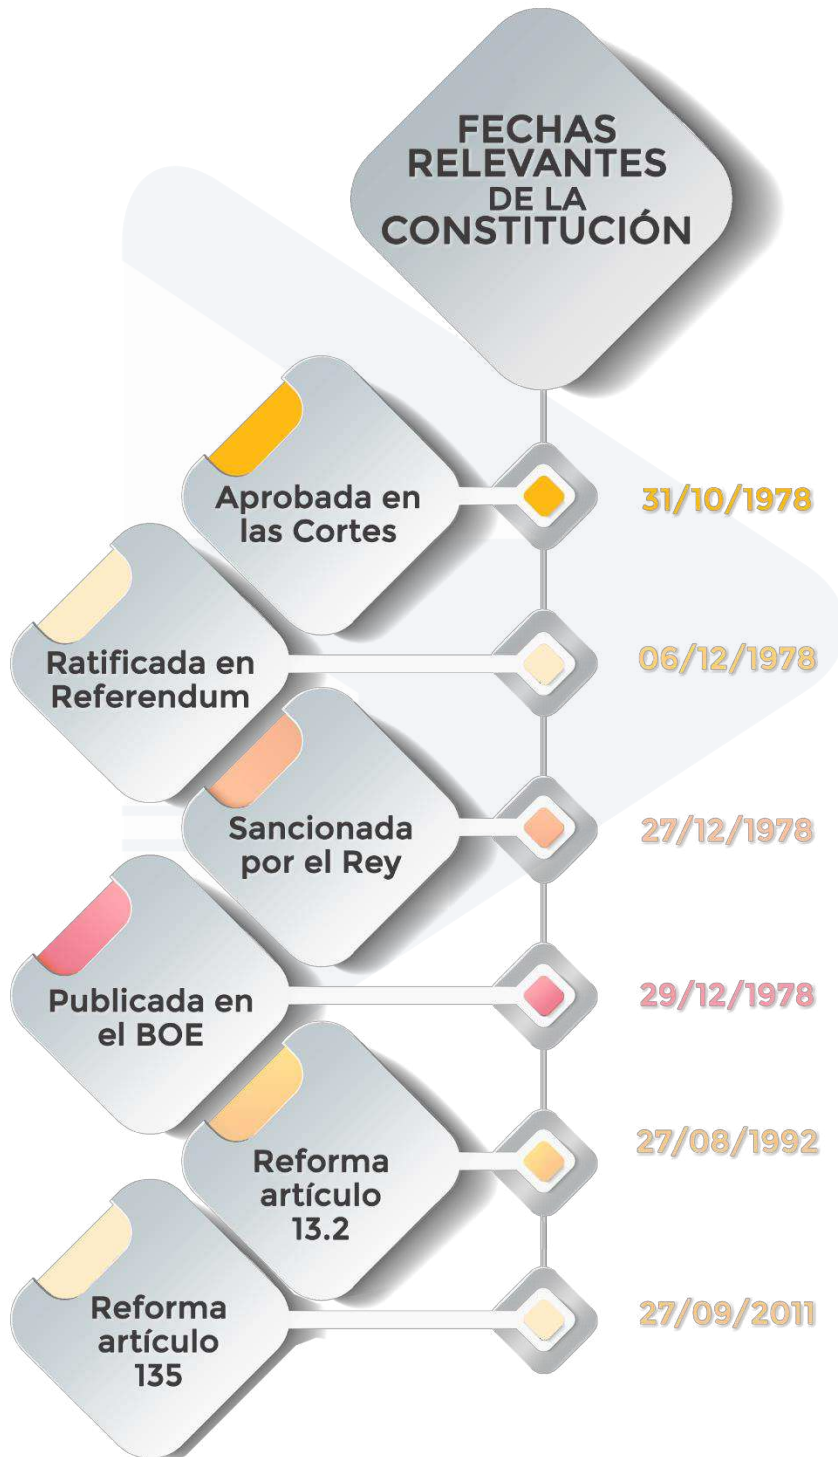 FECHAS
RELEVANTES
DE LA
CONSTITUCIÓN
Aprobada en
las Cortes
31/10/1978
Ratificada en
Referendum
06/12/1978
Sancionada
por el Rey
27/12/1978
Publicada en
el BOE
29/12/1978
Reforma
artículo
13.2
27/08/1992
Reforma
artículo
135
27/09/2011